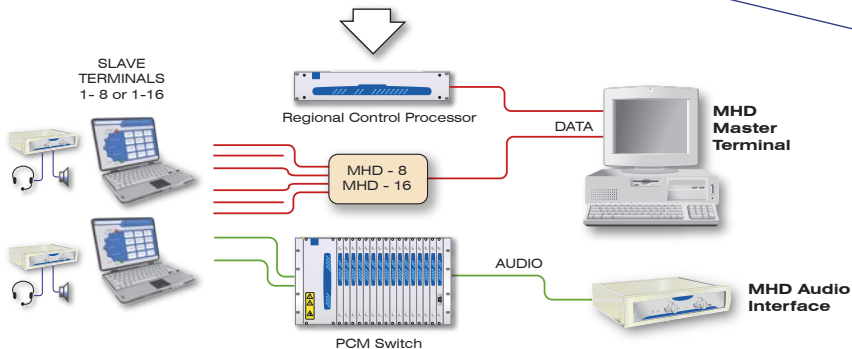 SLAVE
TERMINALS
1- 8 or 1-16
Regional Control Processor
DATA
MHD
Master
Terminal
MHD - 8
MHD - 16
AUDIO
MHD Audio
Interface
PCM Switch